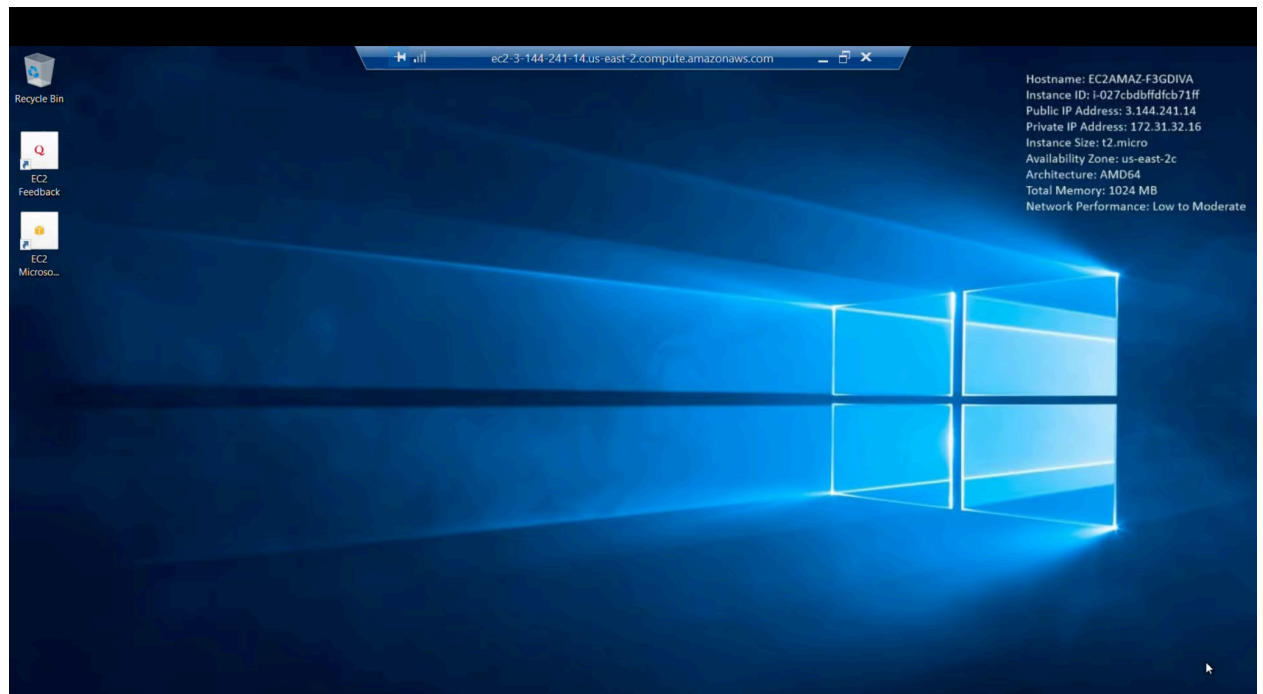 ec2-3-144-241-14.us-east-2.compute.amazonaws.com
Recycle Bin
Q
EC2
Feedback
EC2
Microso...
Hostname: EC2AMAZ-F3GDIVA
Instance ID: i-027cbdbffdfcb71ff
Public IP Address: 3.144.241.14
Private IP Address: 172.31.32.16
Instance Size: t2.micro
Availability Zone: us-east-2c
Architecture: AMD64
Total Memory: 1024 MB
Network Performance: Low to Moderate